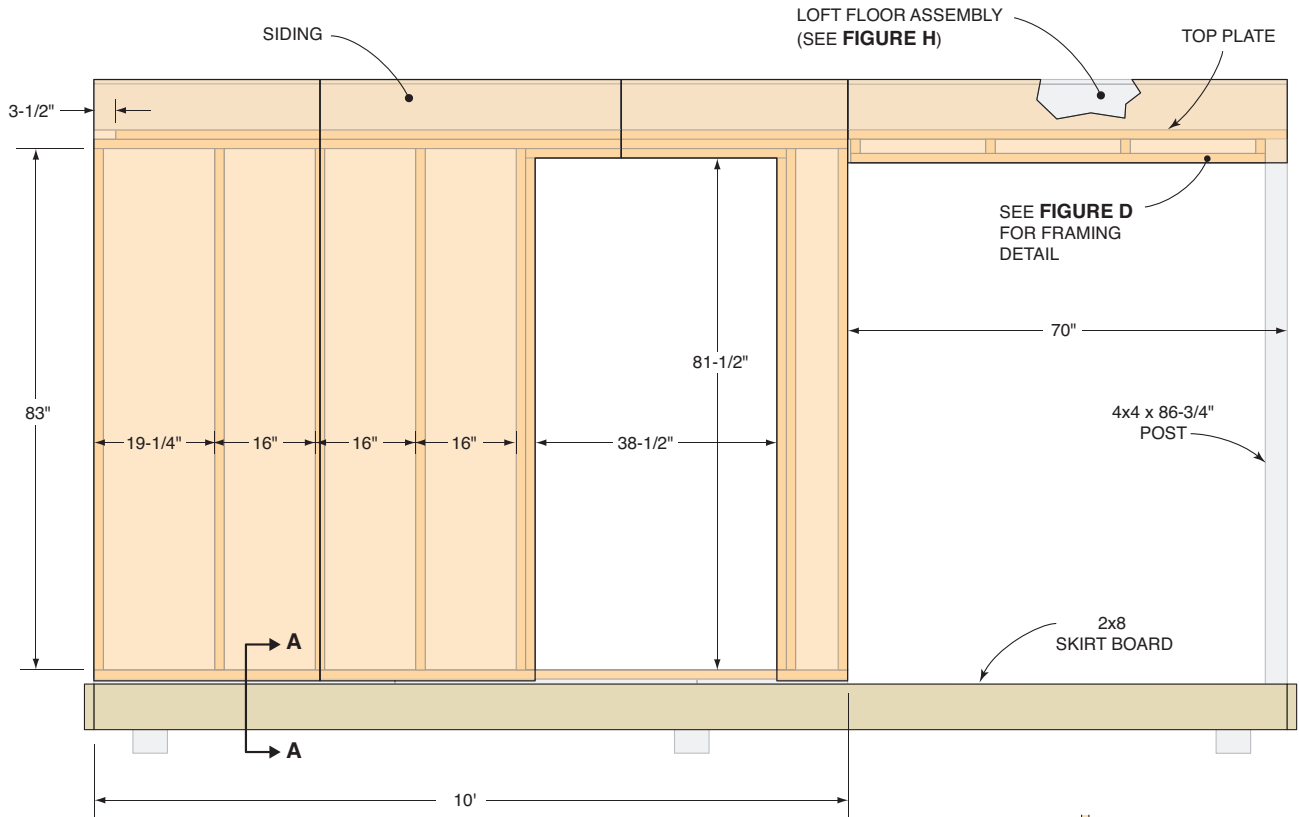 LOFT FLOOR ASSEMBLY
(SEE FIGURE H)
SIDING
TOP PLATE
3-1/2"
SEE FIGURE D
FOR FRAMING
DETAIL
70"
81-1/2"
83"
4x4 x 86-3/4"
POST
19-1/4"
16"
16"
16"
38-1/2"
2x8
SKIRT BOARD
A
A
10'